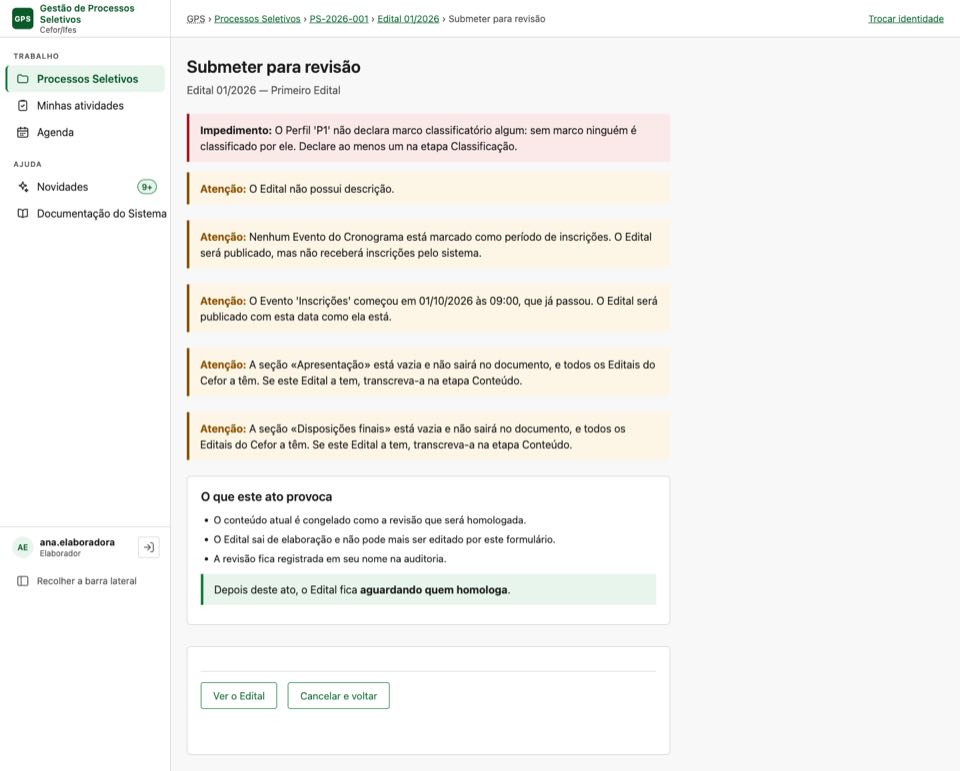 GPS
Gestão de Processos
Seletivos
Cefor/Ifes
GPS › Processos Seletivos › PS-2026-001 › Edital 01/2026 › Submeter para revisão
Trocar identidade
TRABALHO
Processos Seletivos
Minhas atividades
Agenda
AJUDA
Novidades
9+
Documentação do Sistema
Submeter para revisão
Edital 01/2026 — Primeiro Edital
Impedimento: O Perfil 'P1' não declara marco classificatório algum: sem marco ninguém é
classificado por ele. Declare ao menos um na etapa Classificação.
Atenção: O Edital não possui descrição.
Atenção: Nenhum Evento do Cronograma está marcado como período de inscrições. O Edital
será publicado, mas não receberá inscrições pelo sistema.
Atenção: O Evento 'Inscrições' começou em 01/10/2026 às 09:00, que já passou. O Edital será
publicado com esta data como ela está.
Atenção: A seção «Apresentação» está vazia e não sairá no documento, e todos os Editais do
Cefor a têm. Se este Edital a tem, transcreva-a na etapa Conteúdo.
Atenção: A seção «Disposições finais» está vazia e não sairá no documento, e todos os
Editais do Cefor a têm. Se este Edital a tem, transcreva-a na etapa Conteúdo.
O que este ato provoca
• O conteúdo atual é congelado como a revisão que será homologada.
• O Edital sai de elaboração e não pode mais ser editado por este formulário.
• A revisão fica registrada em seu nome na auditoria.
Depois deste ato, o Edital fica aguardando quem homologa.
AE
ana.elaboradora
Elaborador
Recolher a barra lateral
Ver o Edital
Cancelar e voltar